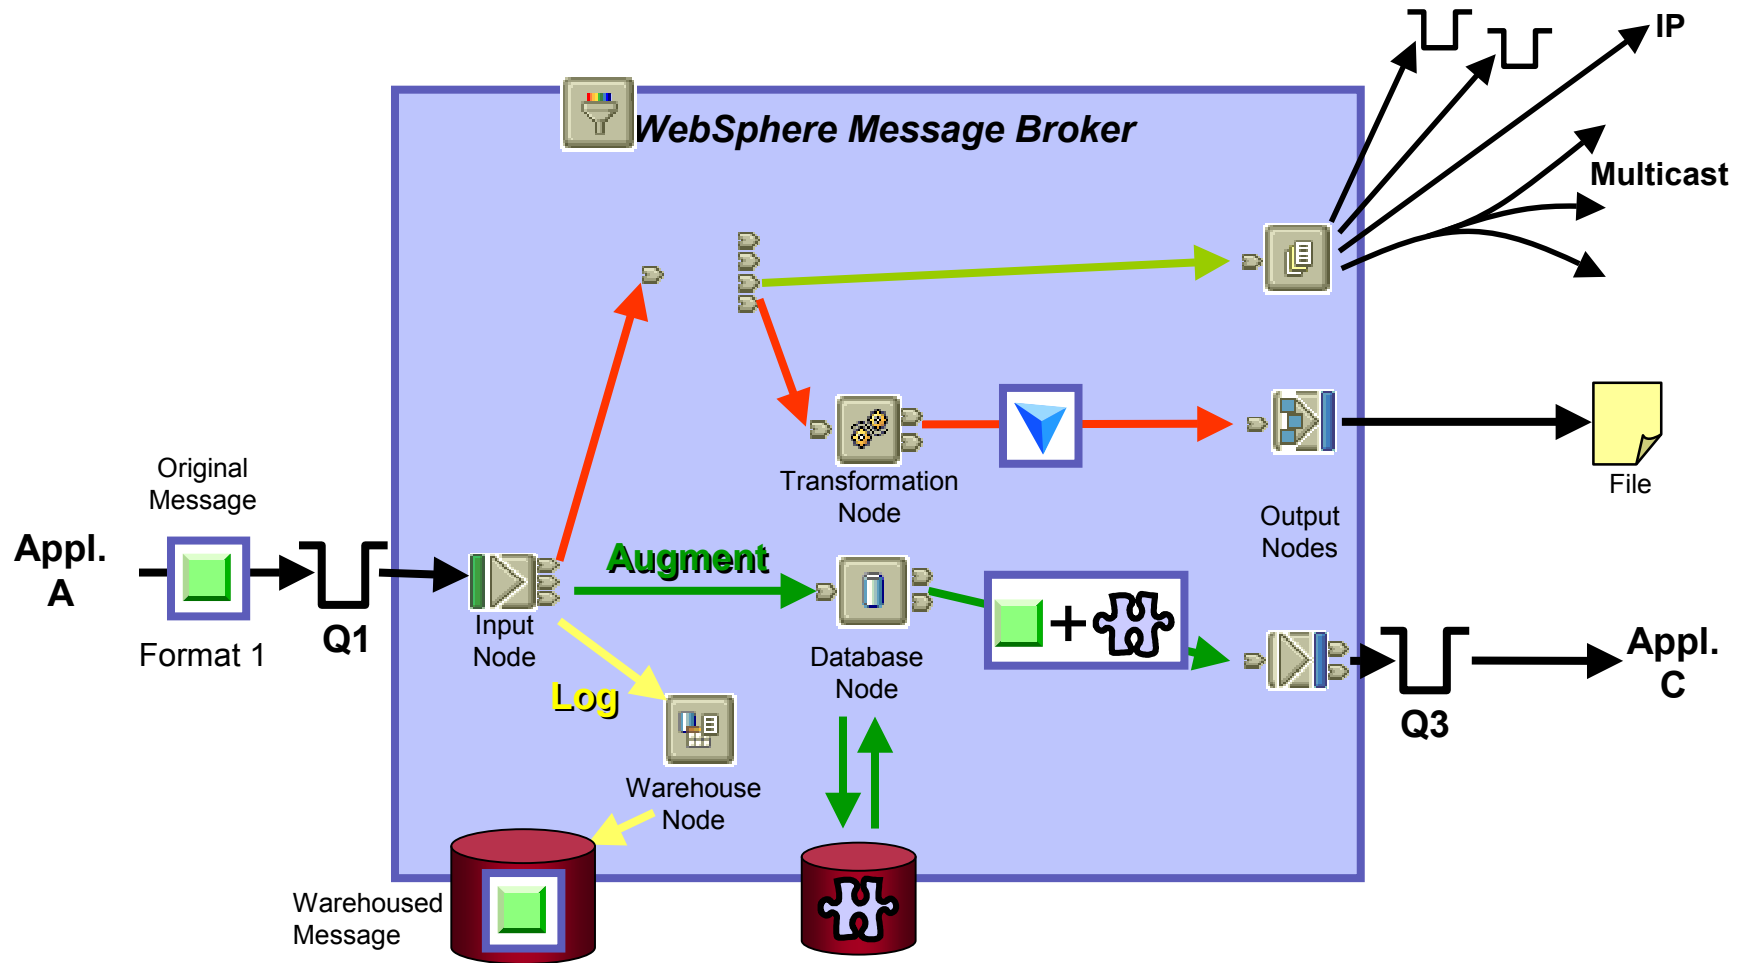 IP
WebSphere Message Broker
Multicast
Original
Message
Transformation
Node
File
Output
Nodes
Appl.
A
Augment
Format 1
Q1
Input
Node
Database
Node
Appl.
C
Log
Q3
Warehouse
Node
Warehoused
Message
+